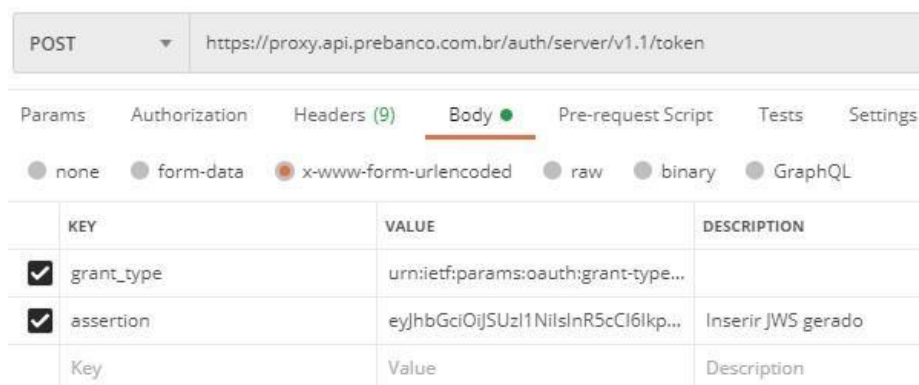 POST https://proxy.api.prebanco.com.br/auth/server/v1.1/token
Params Authorization Headers (9) Body Pre-request Script Tests Settings
none form-data x-www-form-urlencoded raw binary GraphQL
KEY VALUE DESCRIPTION
grant_type urn:ietf:params:oauth:grant-type...
assertion eyJhbGciOiJSUzI1NiIsInR5cCI6Ikp... Inserir JWS gerado
Key Value Description